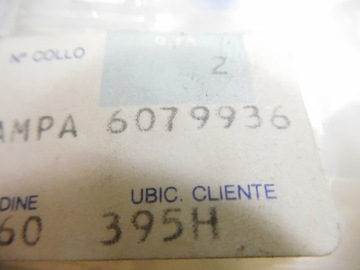 N° COLLO
2
AMPA 6079936
DINE UBIC. CLIENTE
60 395H